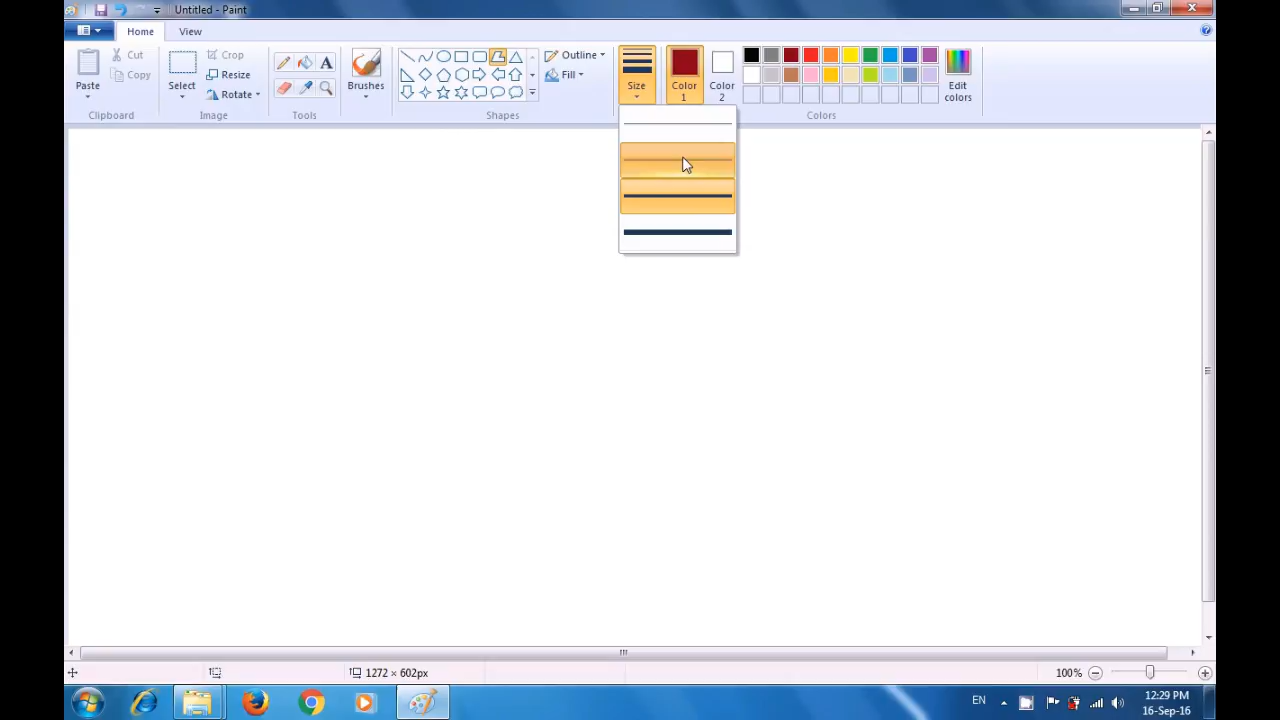 Untitled - Paint
Home
View
Paste
Cut
Copy
Clipboard
Select
Crop
Resize
Rotate
Image
A
Tools
Brushes
Shapes
Outline
Fill
Size
Color
1
Color
2
Edit
colors
Colors
1272 × 602px
100%
EN
12:29 PM
16-Sep-16